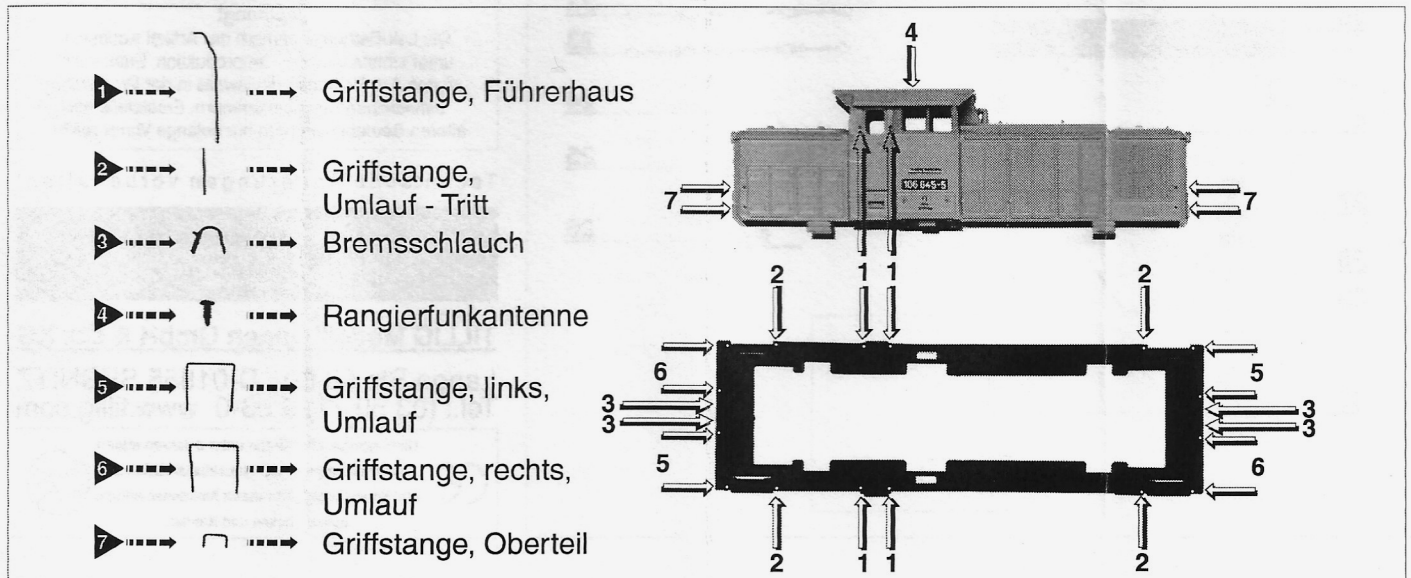 1 Griffstange, Führerhaus
2 Griffstange,
Umlauf - Tritt
3 Bremsschlauch
4 Rangierfunkantenne
5 Griffstange, links,
Umlauf
6 Griffstange, rechts,
Umlauf
7 Griffstange, Oberteil
4
106 645-5
7 7
1 1
2 2
6 5
3 3
3 3
5 6
2 1 1 2